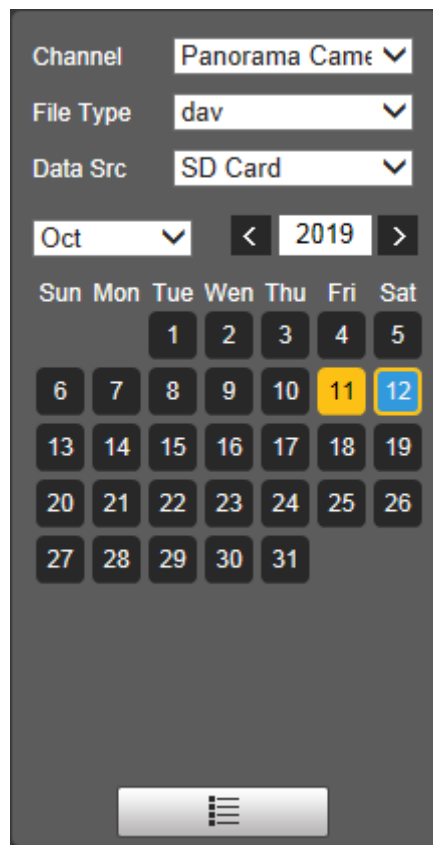 Channel Panorama Came
File Type dav
Data Src SD Card
Oct < 2019 >
Sun Mon Tue Wen Thu Fri Sat
1 2 3 4 5
6 7 8 9 10 11 12
13 14 15 16 17 18 19
20 21 22 23 24 25 26
27 28 29 30 31